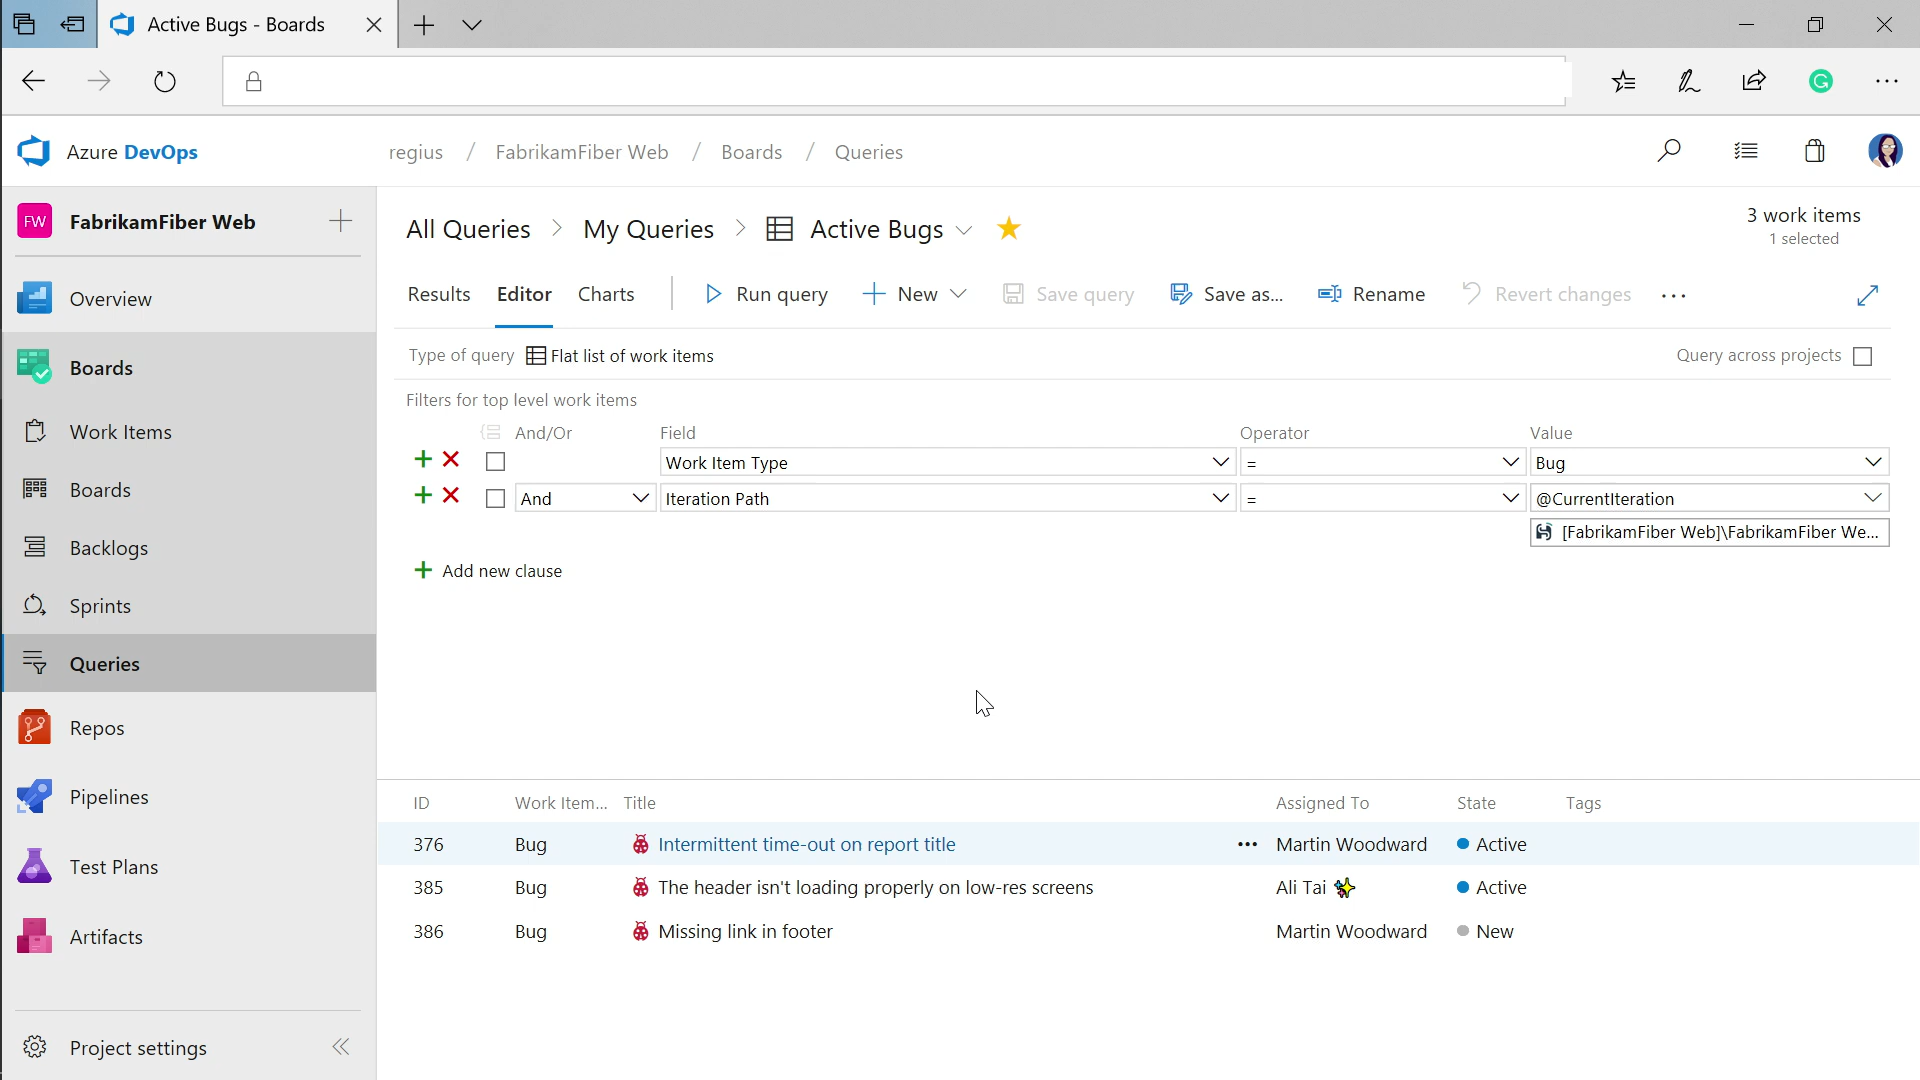 Active Bugs - Boards
Azure DevOps
regius / FabrikamFiber Web / Boards / Queries
FW FabrikamFiber Web
Overview
Boards
Work Items
Boards
Backlogs
Sprints
Queries
Repos
Pipelines
Test Plans
Artifacts
Project settings
All Queries > My Queries > Active Bugs
3 work items
1 selected
Results Editor Charts Run query New Save query Save as... Rename Revert changes ...
Type of query Flat list of work items Query across projects
Filters for top level work items
And/Or Field Operator Value
Work Item Type = Bug
And Iteration Path = @CurrentIteration
[FabrikamFiber Web]\FabrikamFiber We...
Add new clause
ID Work Item... Title Assigned To State Tags
376 Bug Intermittent time-out on report title ... Martin Woodward Active
385 Bug The header isn't loading properly on low-res screens Ali Tai Active
386 Bug Missing link in footer Martin Woodward New